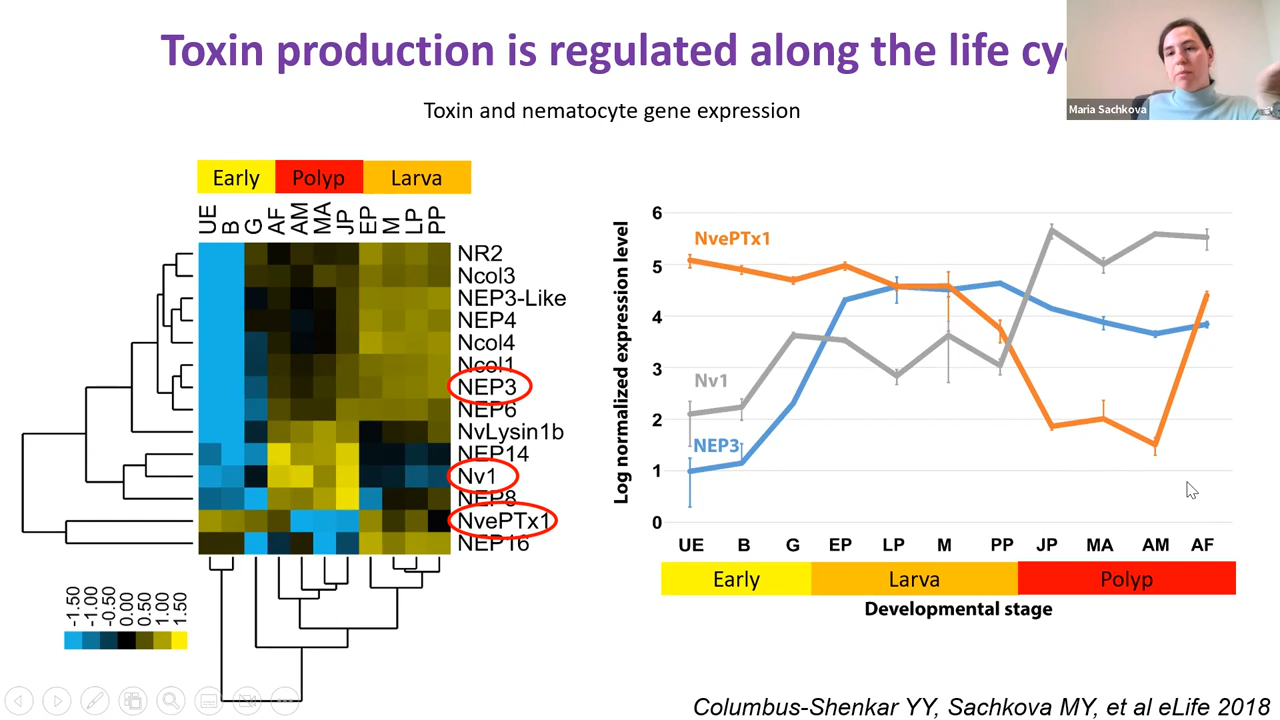 Toxin production is regulated along the life cy
Maria Sachkova
Toxin and nematocyte gene expression
Early Polyp Larva
UE B G AF AM MA JP EP M LP PP
NR2
Ncol3
NEP3-Like
NEP4
Ncol4
Ncol1
NEP3
NEP6
NvLysin1b
NEP14
Nv1
NEP8
NvePTx1
NEP16
-1.50 -1.00 -0.50 0.00 0.50 1.00 1.50
Log normalized expression level
6
5
4
3
2
1
0
NvePTx1
Nv1
NEP3
UE B G EP LP M PP JP MA AM AF
Early Larva Polyp
Developmental stage
Columbus-Shenkar YY, Sachkova MY, et al eLife 2018